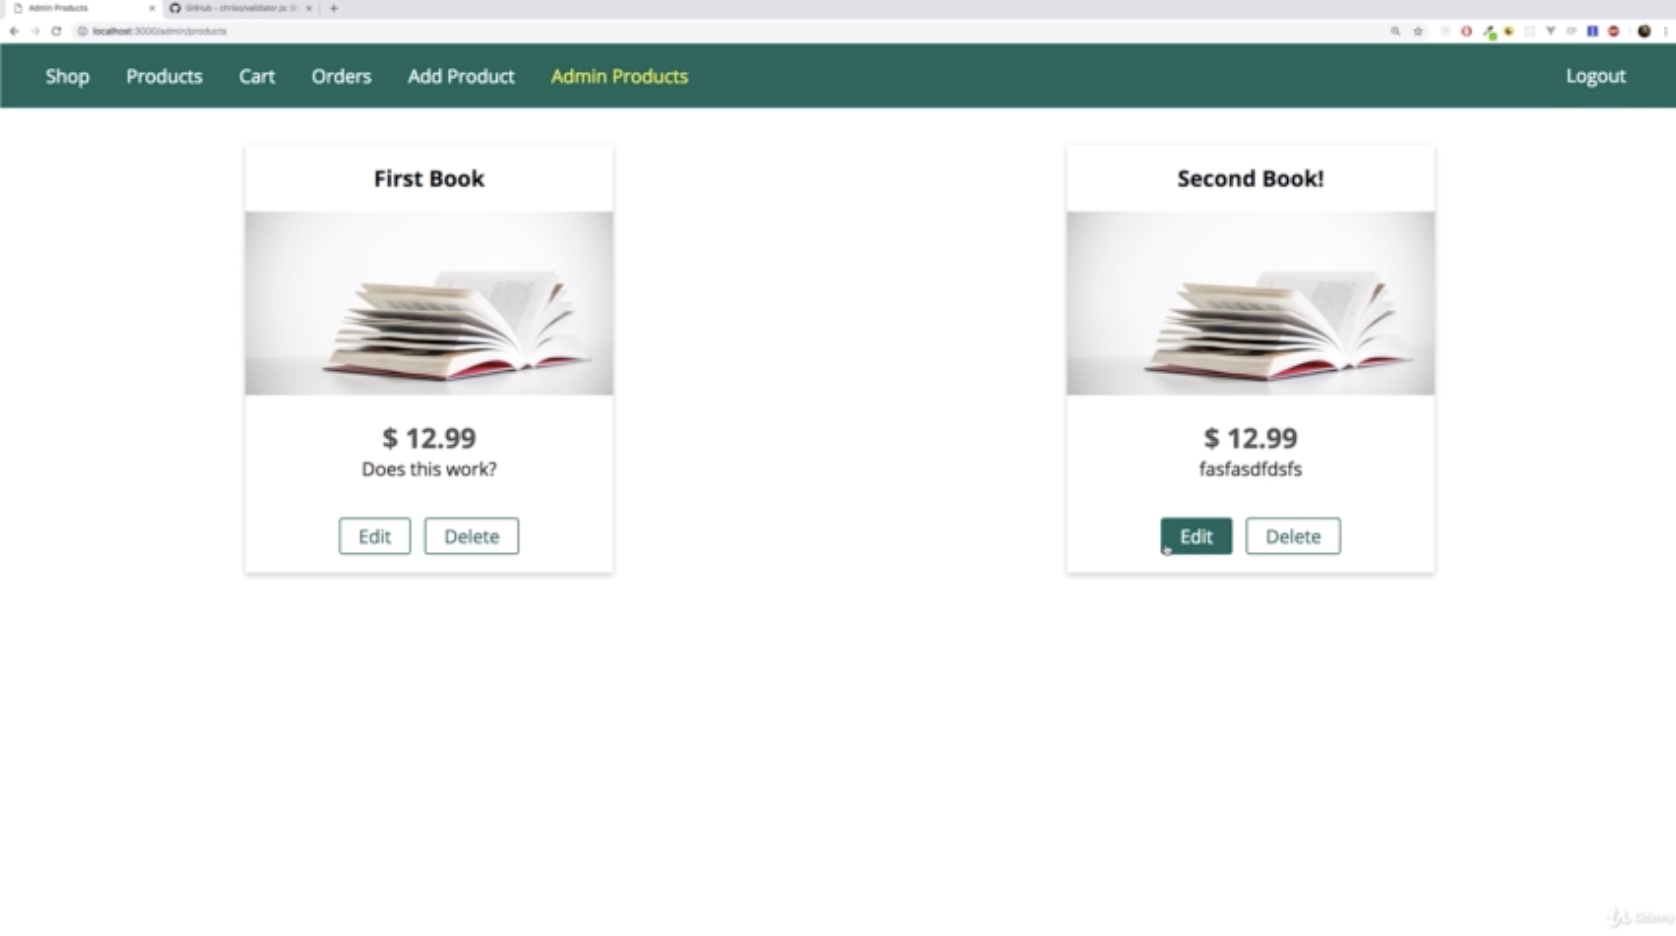 Admin Products
GitHub - chriso/validator.js: St
localhost:3000/admin/products
Shop Products Cart Orders Add Product Admin Products Logout
First Book
$ 12.99
Does this work?
Edit Delete
Second Book!
$ 12.99
fasfasdfdsfs
Edit Delete
Udemy